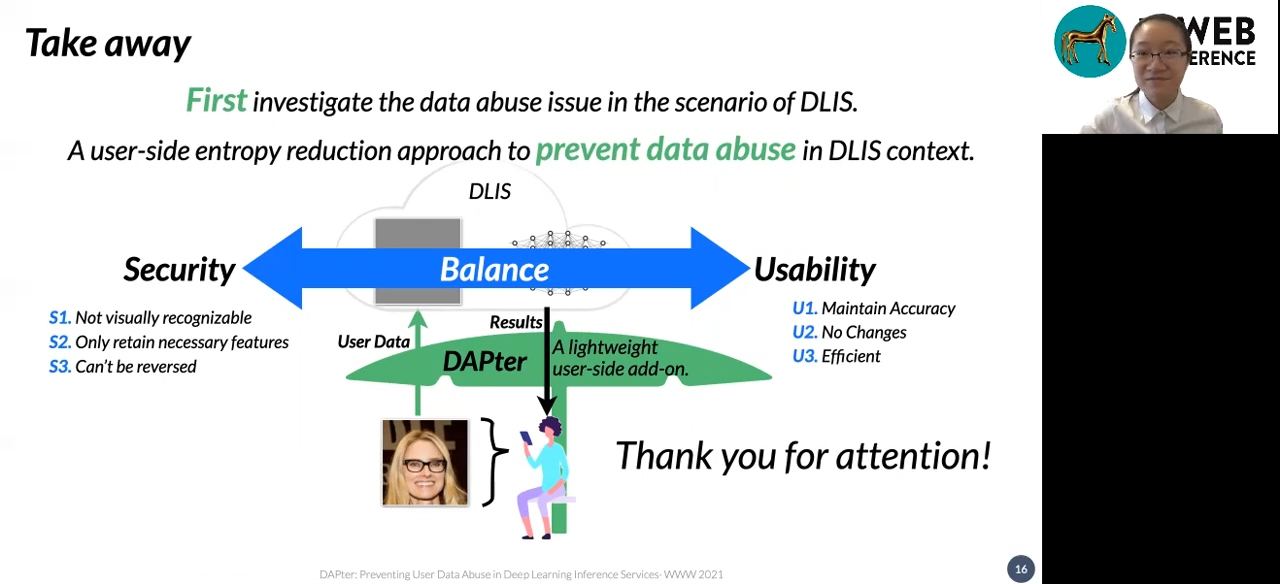 Take away
WEB
ERENCE
First investigate the data abuse issue in the scenario of DLIS.
A user-side entropy reduction approach to prevent data abuse in DLIS context.
DLIS
Security
Balance
Usability
S1. Not visually recognizable
S2. Only retain necessary features
S3. Can't be reversed
U1. Maintain Accuracy
U2. No Changes
U3. Efficient
User Data
Results
DAPter
A lightweight
user-side add-on.
Thank you for attention!
DAPter: Preventing User Data Abuse in Deep Learning Inference Services- WWW 2021
16